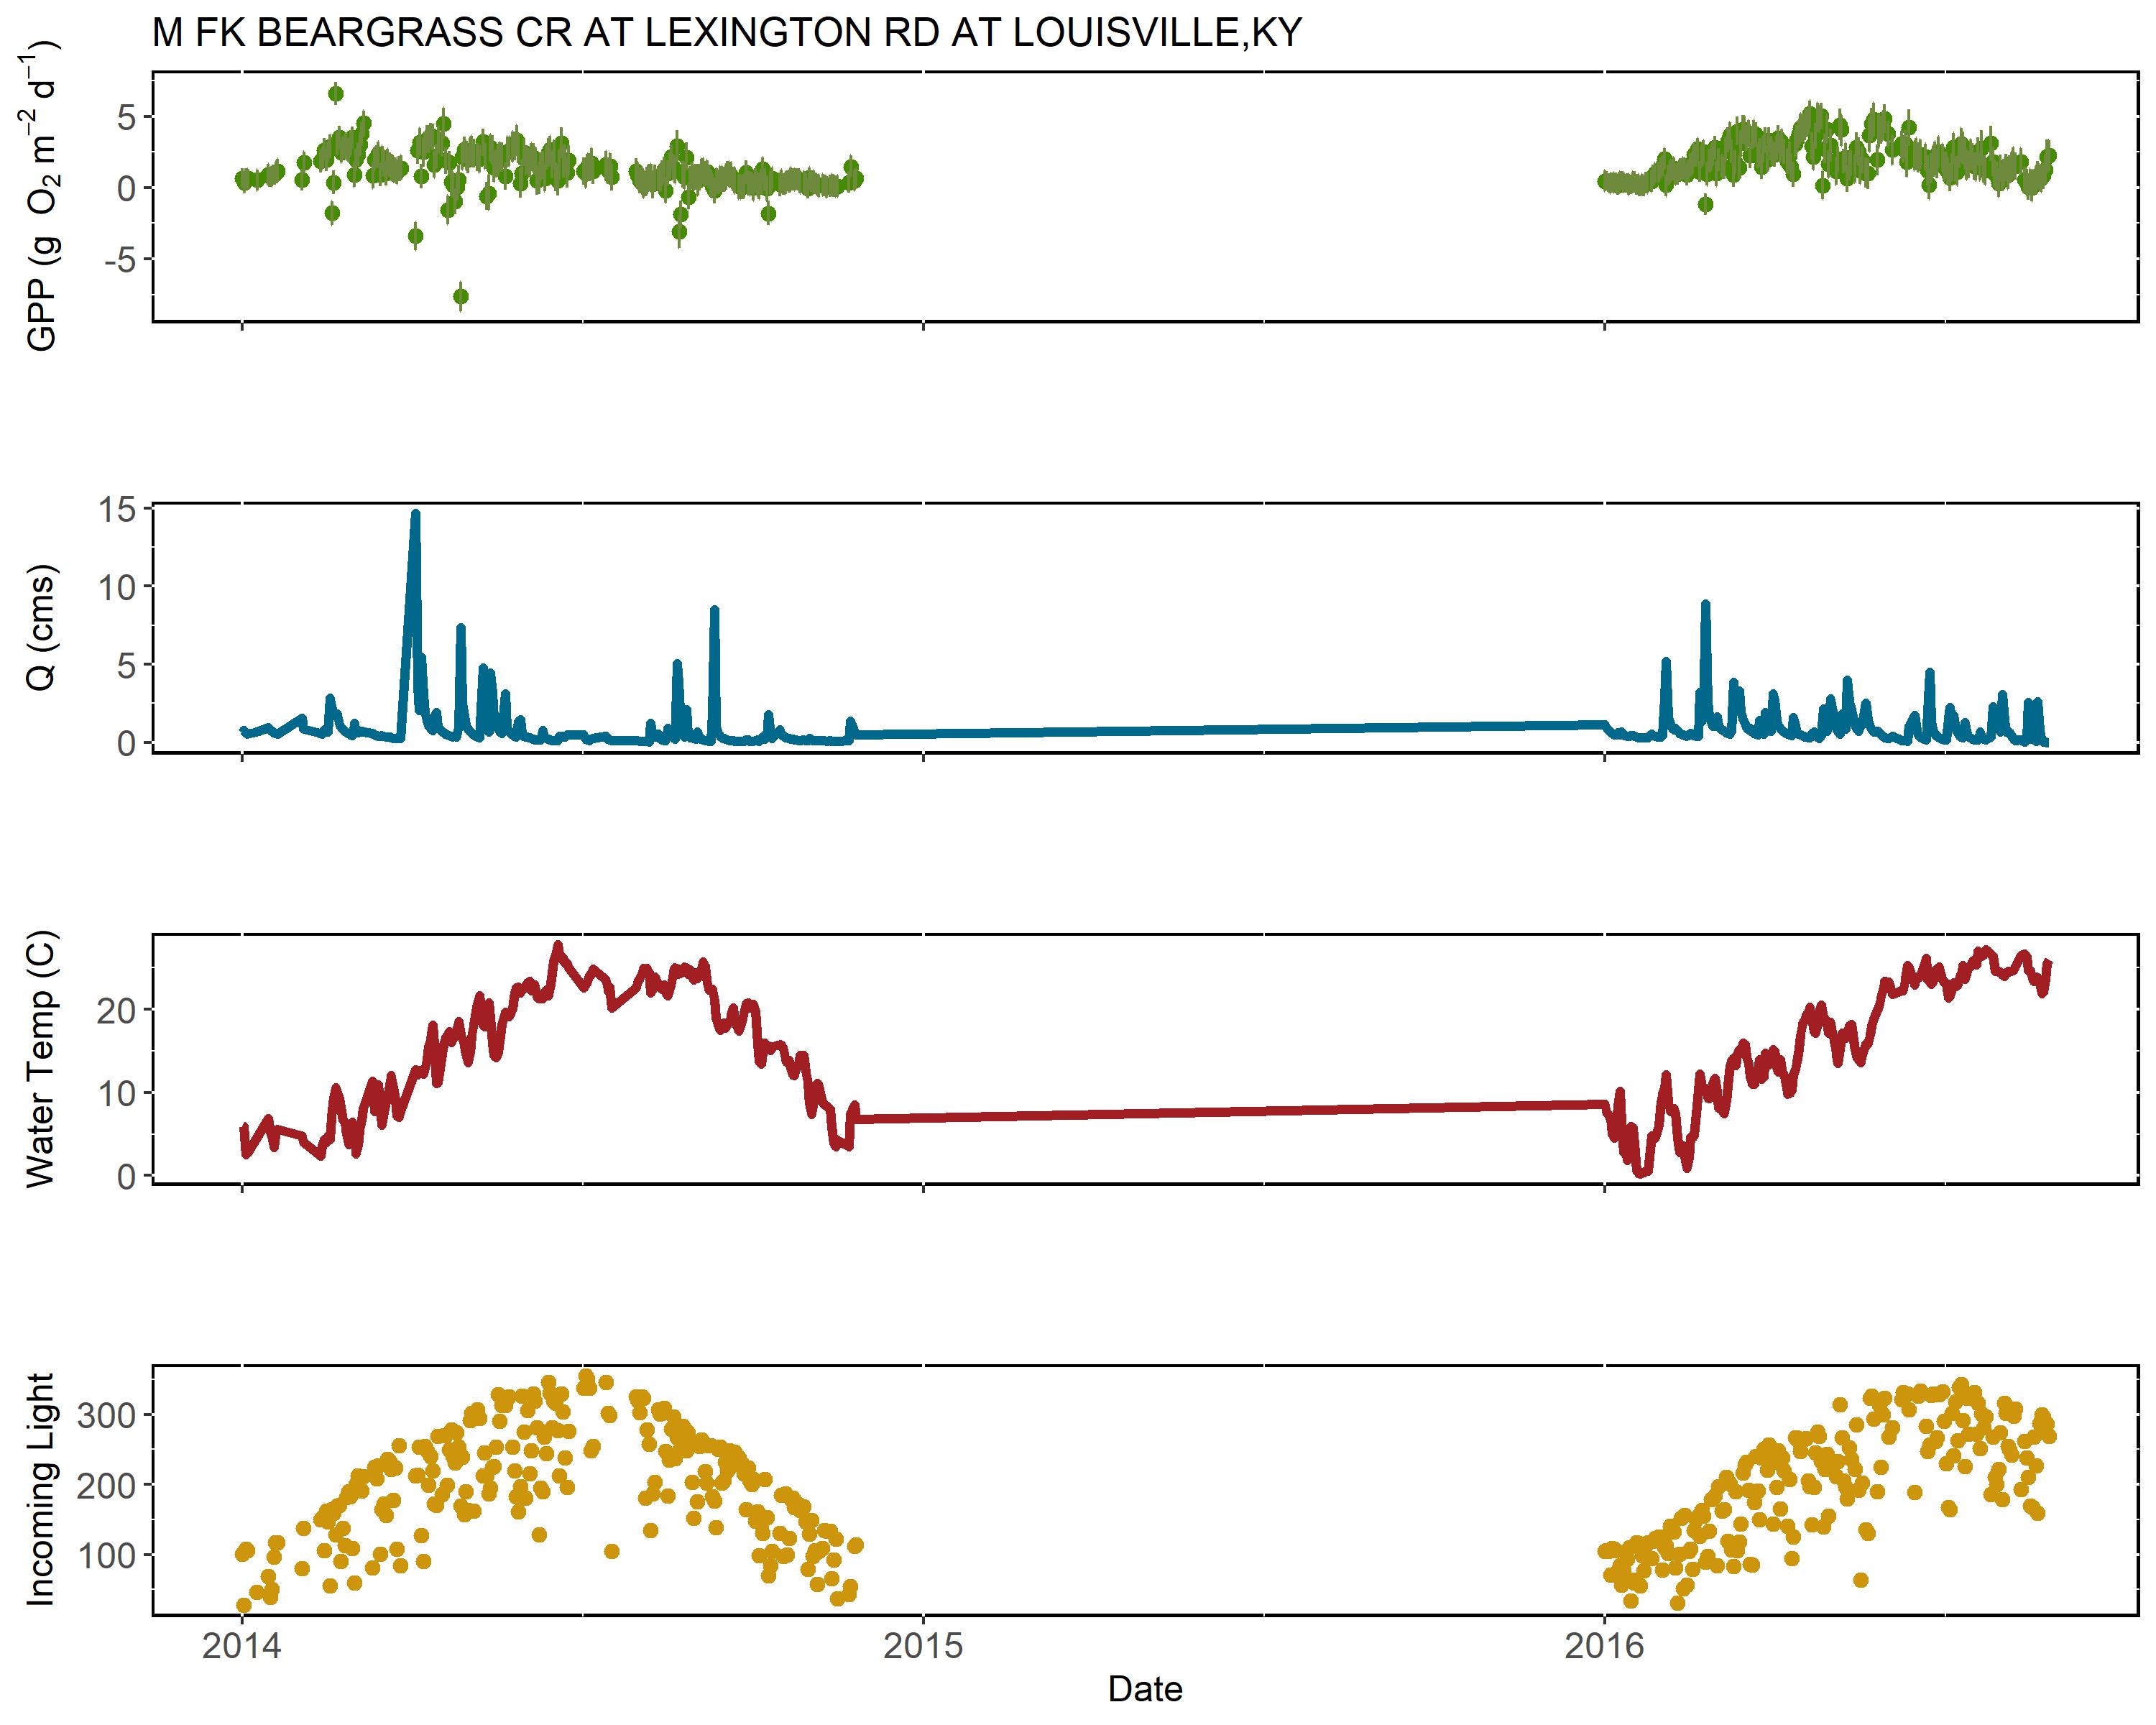 M FK BEARGRASS CR AT LEXINGTON RD AT LOUISVILLE,KY
GPP (g O₂ m⁻² d⁻¹)
5
0
-5
Q (cms)
15
10
5
0
Water Temp (C)
20
10
0
Incoming Light
300
200
100
2014 2015 2016
Date